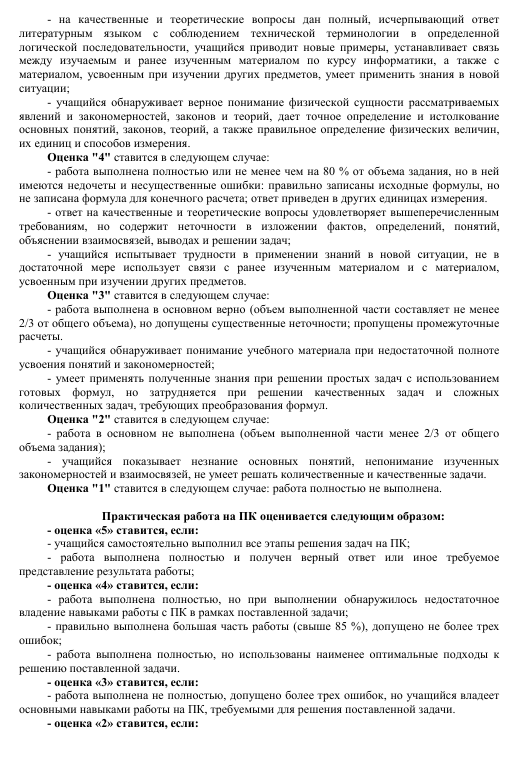 - на качественные и теоретические вопросы дан полный, исчерпывающий ответ
литературным языком с соблюдением технической терминологии в определенной
логической последовательности, учащийся приводит новые примеры, устанавливает связь
между изучаемым и ранее изученным материалом по курсу информатики, а также с
материалом, усвоенным при изучении других предметов, умеет применить знания в новой
ситуации;
- учащийся обнаруживает верное понимание физической сущности рассматриваемых
явлений и закономерностей, законов и теорий, дает точное определение и истолкование
основных понятий, законов, теорий, а также правильное определение физических величин,
их единиц и способов измерения.
Оценка "4" ставится в следующем случае:
- работа выполнена полностью или не менее чем на 80 % от объема задания, но в ней
имеются недочеты и несущественные ошибки: правильно записаны исходные формулы, но
не записана формула для конечного расчета; ответ приведен в других единицах измерения.
- ответ на качественные и теоретические вопросы удовлетворяет вышеперечисленным
требованиям, но содержит неточности в изложении фактов, определений, понятий,
объяснении взаимосвязей, выводах и решении задач;
- учащийся испытывает трудности в применении знаний в новой ситуации, не в
достаточной мере использует связи с ранее изученным материалом и с материалом,
усвоенным при изучении других предметов.
Оценка "3" ставится в следующем случае:
- работа выполнена в основном верно (объем выполненной части составляет не менее
2/3 от общего объема), но допущены существенные неточности; пропущены промежуточные
расчеты.
- учащийся обнаруживает понимание учебного материала при недостаточной полноте
усвоения понятий и закономерностей;
- умеет применять полученные знания при решении простых задач с использованием
готовых формул, но затрудняется при решении качественных задач и сложных
количественных задач, требующих преобразования формул.
Оценка "2" ставится в следующем случае:
- работа в основном не выполнена (объем выполненной части менее 2/3 от общего
объема задания);
- учащийся показывает незнание основных понятий, непонимание изученных
закономерностей и взаимосвязей, не умеет решать количественные и качественные задачи.
Оценка "1" ставится в следующем случае: работа полностью не выполнена.
Практическая работа на ПК оценивается следующим образом:
- оценка «5» ставится, если:
- учащийся самостоятельно выполнил все этапы решения задач на ПК;
- работа выполнена полностью и получен верный ответ или иное требуемое
представление результата работы;
- оценка «4» ставится, если:
- работа выполнена полностью, но при выполнении обнаружилось недостаточное
владение навыками работы с ПК в рамках поставленной задачи;
- правильно выполнена большая часть работы (свыше 85 %), допущено не более трех
ошибок;
- работа выполнена полностью, но использованы наименее оптимальные подходы к
решению поставленной задачи.
- оценка «3» ставится, если:
- работа выполнена не полностью, допущено более трех ошибок, но учащийся владеет
основными навыками работы на ПК, требуемыми для решения поставленной задачи.
- оценка «2» ставится, если: